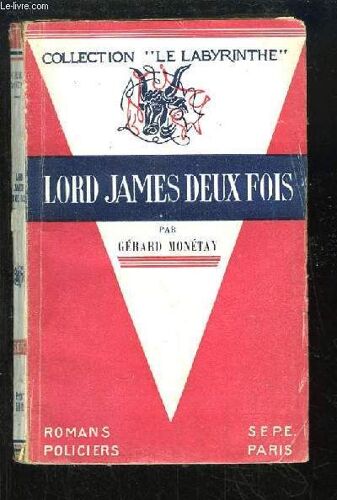 Le-livre.com
COLLECTION "LE LABYRINTHE"
LORD JAMES DEUX FOIS
PAR
GÉRARD MONÉTAY
ROMANS
POLICIERS
S.E.P.E.
PARIS